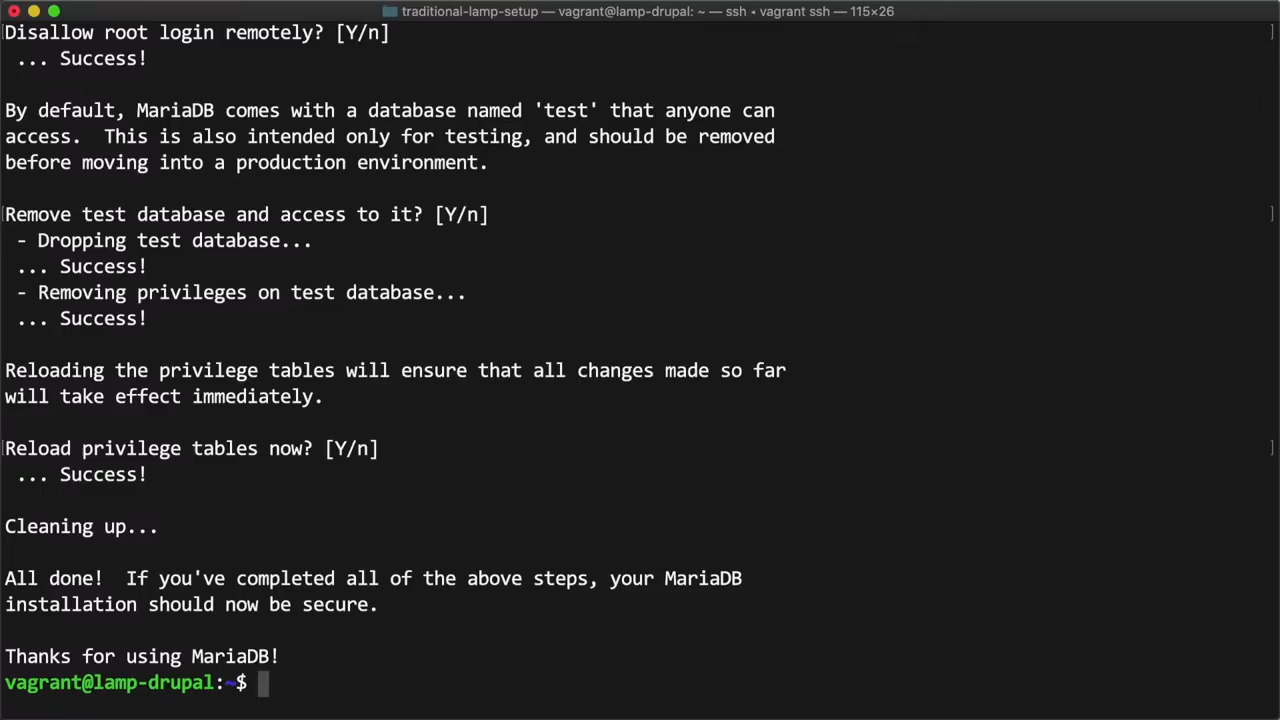 traditional-lamp-setup — vagrant@lamp-drupal: ~ — ssh • vagrant ssh — 115×26
[Disallow root login remotely? [Y/n] ]
 ... Success!
By default, MariaDB comes with a database named 'test' that anyone can
access.  This is also intended only for testing, and should be removed
before moving into a production environment.
[Remove test database and access to it? [Y/n] ]
 - Dropping test database...
 ... Success!
 - Removing privileges on test database...
 ... Success!
Reloading the privilege tables will ensure that all changes made so far
will take effect immediately.
[Reload privilege tables now? [Y/n] ]
 ... Success!
Cleaning up...
All done!  If you've completed all of the above steps, your MariaDB
installation should now be secure.
Thanks for using MariaDB!
vagrant@lamp-drupal:~$